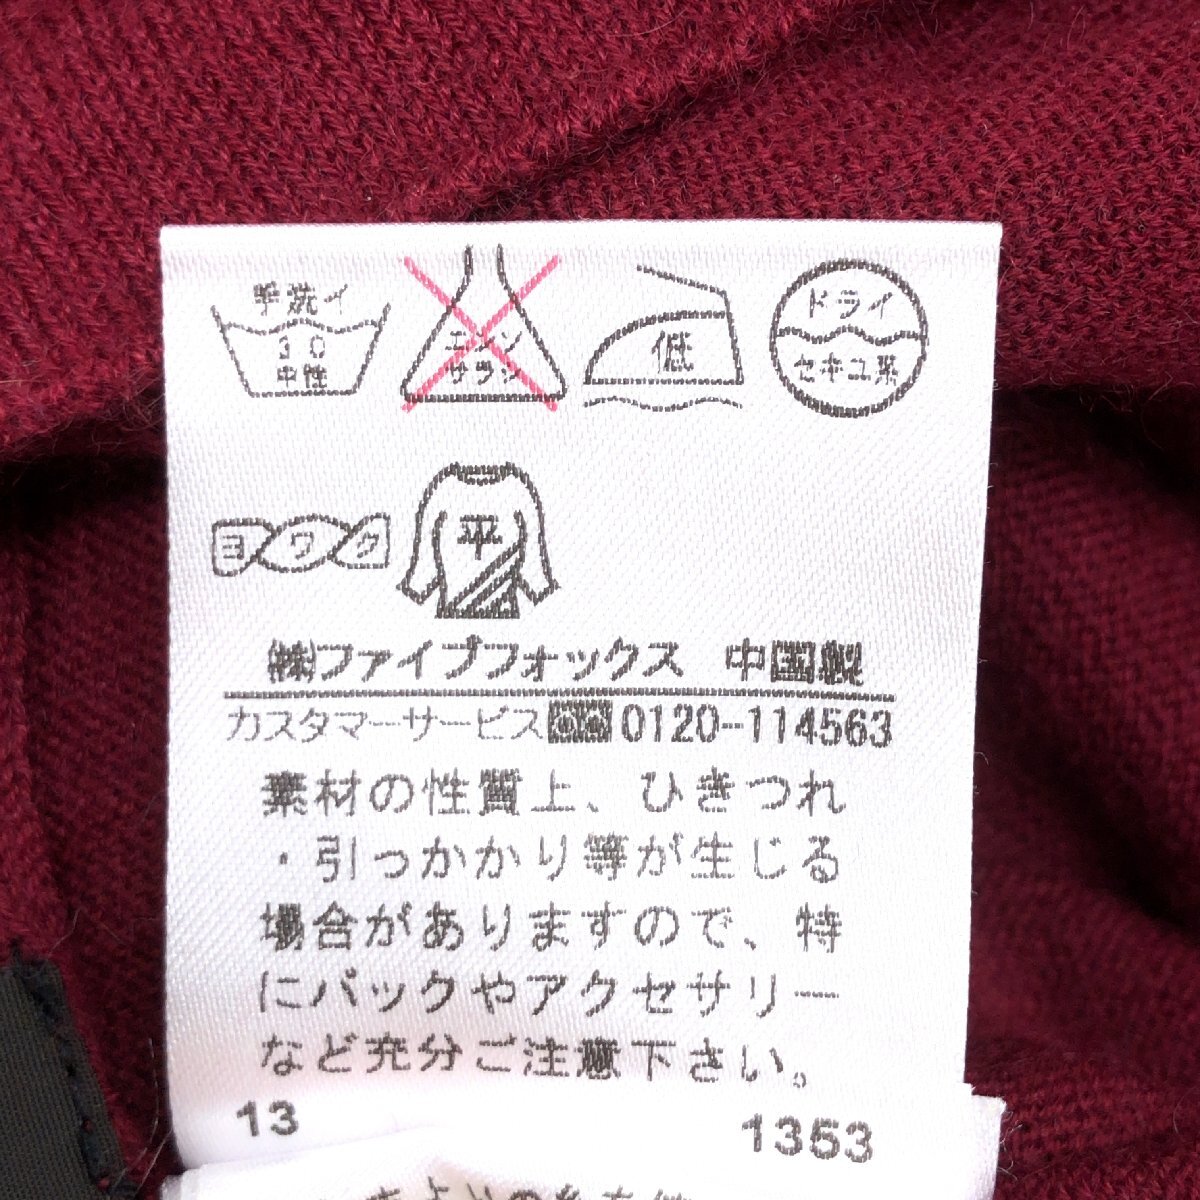 手洗イ
30
中性
エンソ
サラシ
低
ドライ
セキユ系
ヨワク
平
㈱ファイブフォックス 中国製
カスタマーサービス 0120-114563
素材の性質上、ひきつれ
・引っかかり等が生じる
場合がありますので、特
にバックやアクセサリー
など充分ご注意下さい。
13
1353